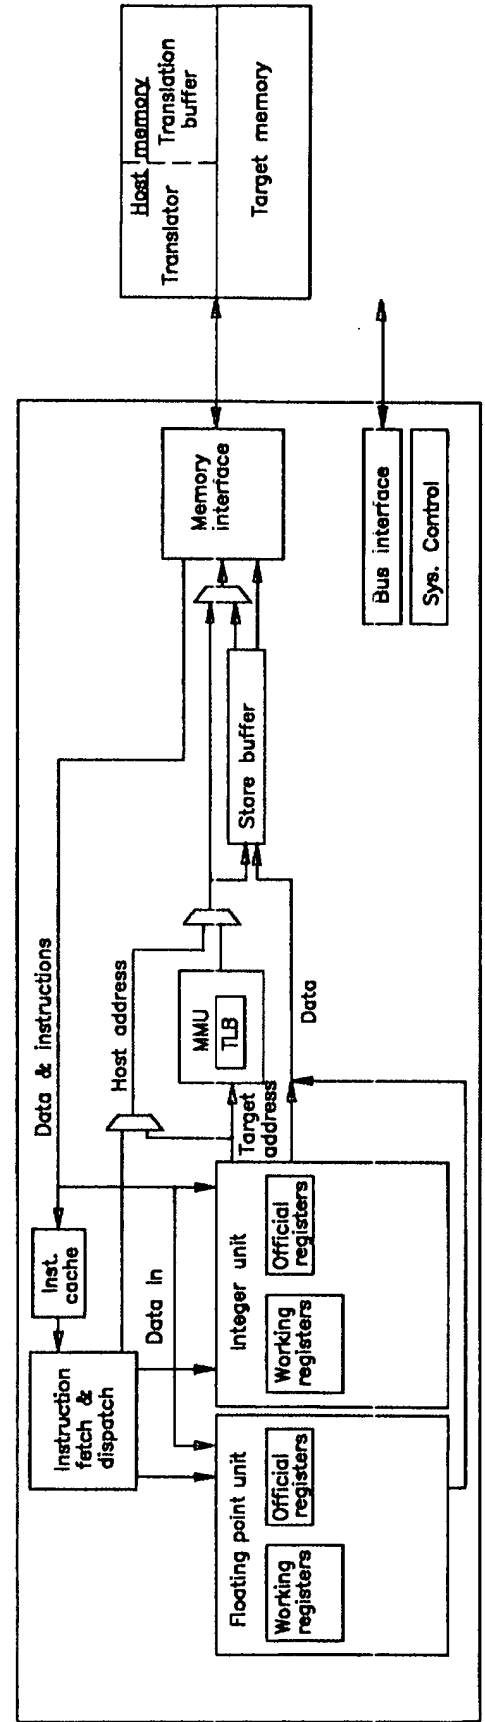 Data & instructions
Inst.
cache
Instruction
fetch &
dispatch
Host address
Data In
Floating point unit
Working
registers
Official
registers
Integer unit
Working
registers
Official
registers
Target
address
MMU
TLB
Data
Store buffer
Memory
interface
Bus interface
Sys. Control
Host memory
Translator
Translation
buffer
Target memory